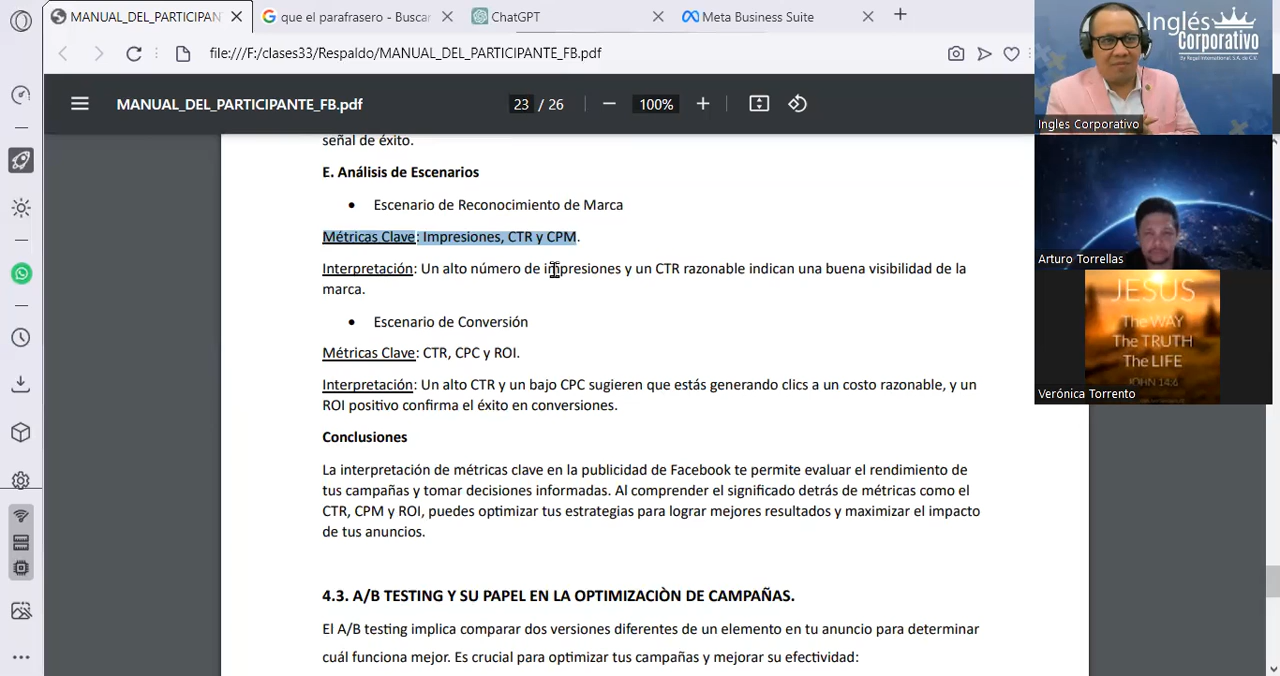 MANUAL_DEL_PARTICIPAN
que el parafrasero - Buscar
ChatGPT
Meta Business Suite
file:///F:/clases33/Respaldo/MANUAL_DEL_PARTICIPANTE_FB.pdf
MANUAL_DEL_PARTICIPANTE_FB.pdf
23 / 26
100%
señal de éxito.
E. Análisis de Escenarios
• Escenario de Reconocimiento de Marca
Métricas Clave: Impresiones, CTR y CPM.
Interpretación: Un alto número de impresiones y un CTR razonable indican una buena visibilidad de la
marca.
• Escenario de Conversión
Métricas Clave: CTR, CPC y ROI.
Interpretación: Un alto CTR y un bajo CPC sugieren que estás generando clics a un costo razonable, y un
ROI positivo confirma el éxito en conversiones.
Conclusiones
La interpretación de métricas clave en la publicidad de Facebook te permite evaluar el rendimiento de
tus campañas y tomar decisiones informadas. Al comprender el significado detrás de métricas como el
CTR, CPM y ROI, puedes optimizar tus estrategias para lograr mejores resultados y maximizar el impacto
de tus anuncios.
4.3. A/B TESTING Y SU PAPEL EN LA OPTIMIZACIÒN DE CAMPAÑAS.
El A/B testing implica comparar dos versiones diferentes de un elemento en tu anuncio para determinar
cuál funciona mejor. Es crucial para optimizar tus campañas y mejorar su efectividad:
Inglés
Corporativo
By Regal International, S.A. de C.V.
Ingles Corporativo
Arturo Torrellas
JESUS
The WAY
The TRUTH
The LIFE
JOHN 14:6
Verónica Torrento